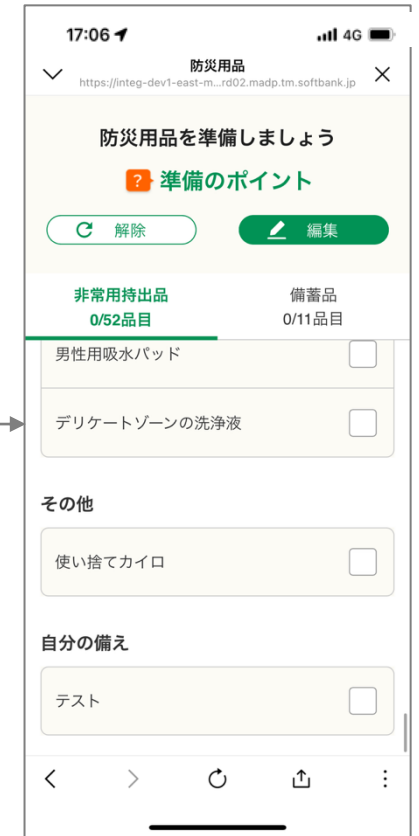 17:06
4G
防災用品
https://integ-dev1-east-m...rd02.madp.tm.softbank.jp
防災用品を準備しましょう
? 準備のポイント
解除
編集
非常用持出品
0/52品目
備蓄品
0/11品目
男性用吸水パッド
デリケートゾーンの洗浄液
その他
使い捨てカイロ
自分の備え
テスト